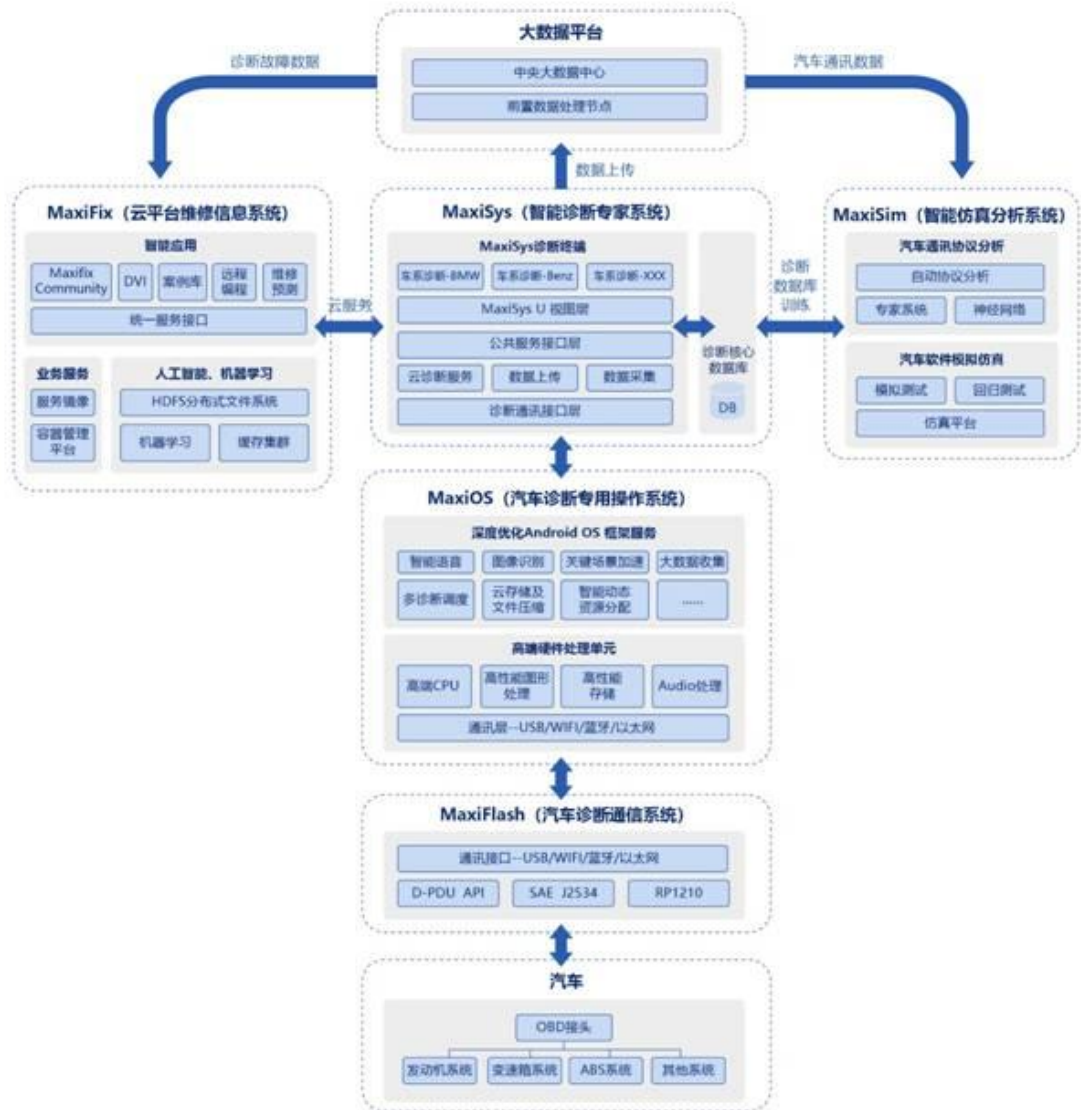 大数据平台
中央大数据中心
前置数据处理节点
诊断故障数据
汽车通讯数据
数据上传
MaxiFix（云平台维修信息系统）
智能应用
Maxifix
Community
DVI
案例库
远程
编程
维修
预测
统一服务接口
业务服务
服务镜像
容器管理
平台
人工智能、机器学习
HDFS分布式文件系统
机器学习
缓存集群
云服务
MaxiSys（智能诊断专家系统）
MaxiSys诊断终端
车系诊断-BMW
车系诊断-Benz
车系诊断-XXX
MaxiSys U 视图层
公共服务接口层
云诊断服务
数据上传
数据采集
诊断通讯接口层
诊断核心
数据库
DB
诊断
数据库
训练
MaxiSim（智能仿真分析系统）
汽车通讯协议分析
自动协议分析
专家系统
神经网络
汽车软件模拟仿真
模拟测试
回归测试
仿真平台
MaxiOS（汽车诊断专用操作系统）
深度优化Android OS 框架服务
智能语音
图像识别
关键场景加速
大数据收集
多诊断调度
云存储及
文件压缩
智能动态
资源分配
......
高端硬件处理单元
高端CPU
高性能图形
处理
高性能
存储
Audio处理
通讯层--USB/WIFI/蓝牙/以太网
MaxiFlash（汽车诊断通信系统）
通讯接口--USB/WIFI/蓝牙/以太网
D-PDU API
SAE J2534
RP1210
汽车
OBD接头
发动机系统
变速箱系统
ABS系统
其他系统